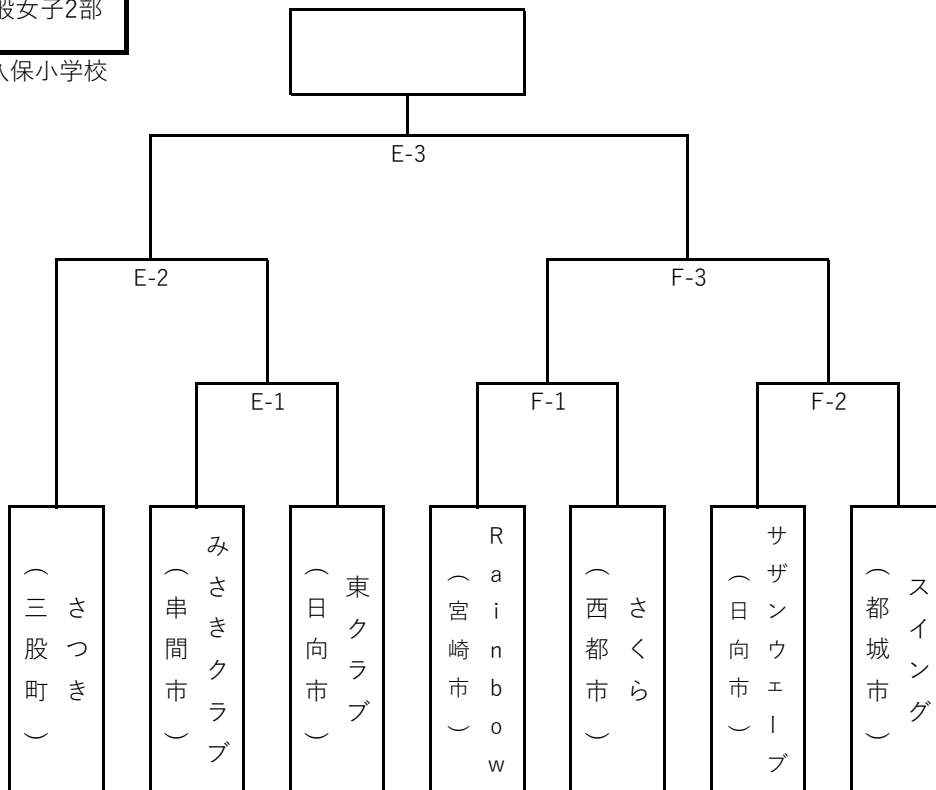 般女子2部
久保小学校
E-3
E-2
F-3
E-1
F-1
F-2
さつき
（三股町）
みさきクラブ
（串間市）
東クラブ
（日向市）
Rainbow
（宮崎市）
さくら
（西都市）
サザンウェーブ
（日向市）
スイング
（都城市）